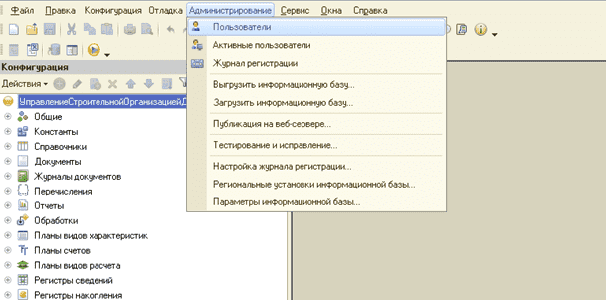 Файл Правка Конфигурация Отладка Администрирование Сервис Окна Справка
Пользователи
Активные пользователи
Журнал регистрации
Выгрузить информационную базу...
Загрузить информационную базу...
Публикация на веб-сервере...
Тестирование и исправление...
Настройка журнала регистрации...
Региональные установки информационной базы...
Параметры информационной базы...
Конфигурация
Действия
УправлениеСтроительнойОрганизацией
Общие
Константы
Справочники
Документы
Журналы документов
Перечисления
Отчеты
Обработки
Планы видов характеристик
Планы счетов
Планы видов расчета
Регистры сведений
Регистры накопления